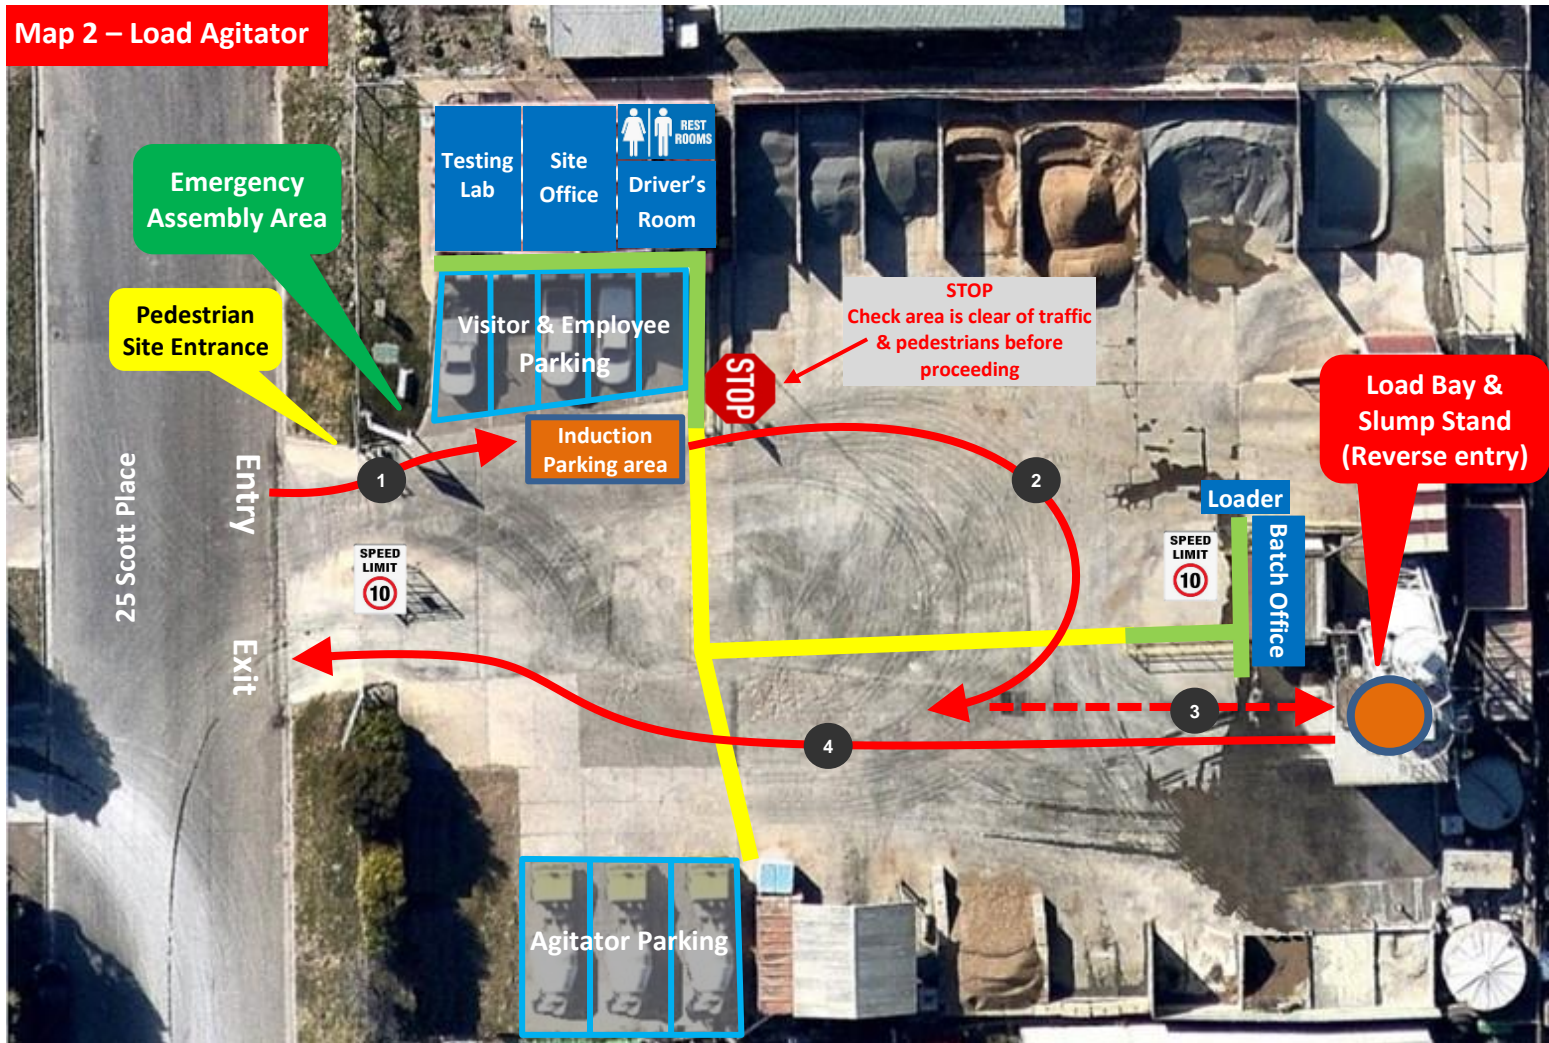 Map 2 – Load Agitator
Testing
Lab
Site
Office
REST
ROOMS
Driver's
Room
Emergency
Assembly Area
Pedestrian
Site Entrance
Visitor & Employee
Parking
STOP
STOP
Check area is clear of traffic
& pedestrians before
proceeding
Load Bay &
Slump Stand
(Reverse entry)
Induction
Parking area
1
2
Entry
25 Scott Place
Loader
Batch Office
SPEED
LIMIT
10
SPEED
LIMIT
10
Exit
3
4
Agitator Parking